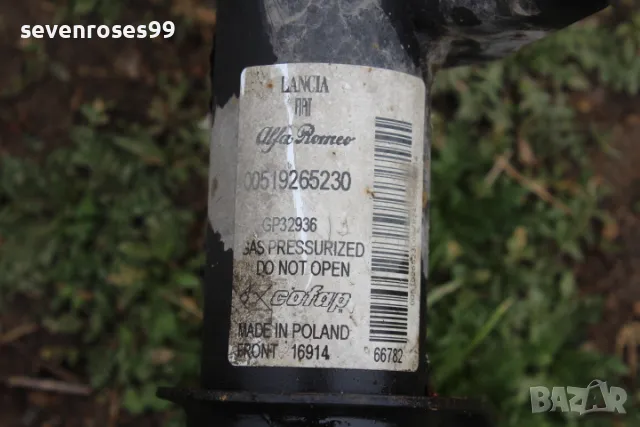 sevenroses99
LANCIA
FIAT
Alfa Romeo
00519265230
GP32936
GAS PRESSURIZED
DO NOT OPEN
cofap
MADE IN POLAND
FRONT 16914
66782
BAZAR